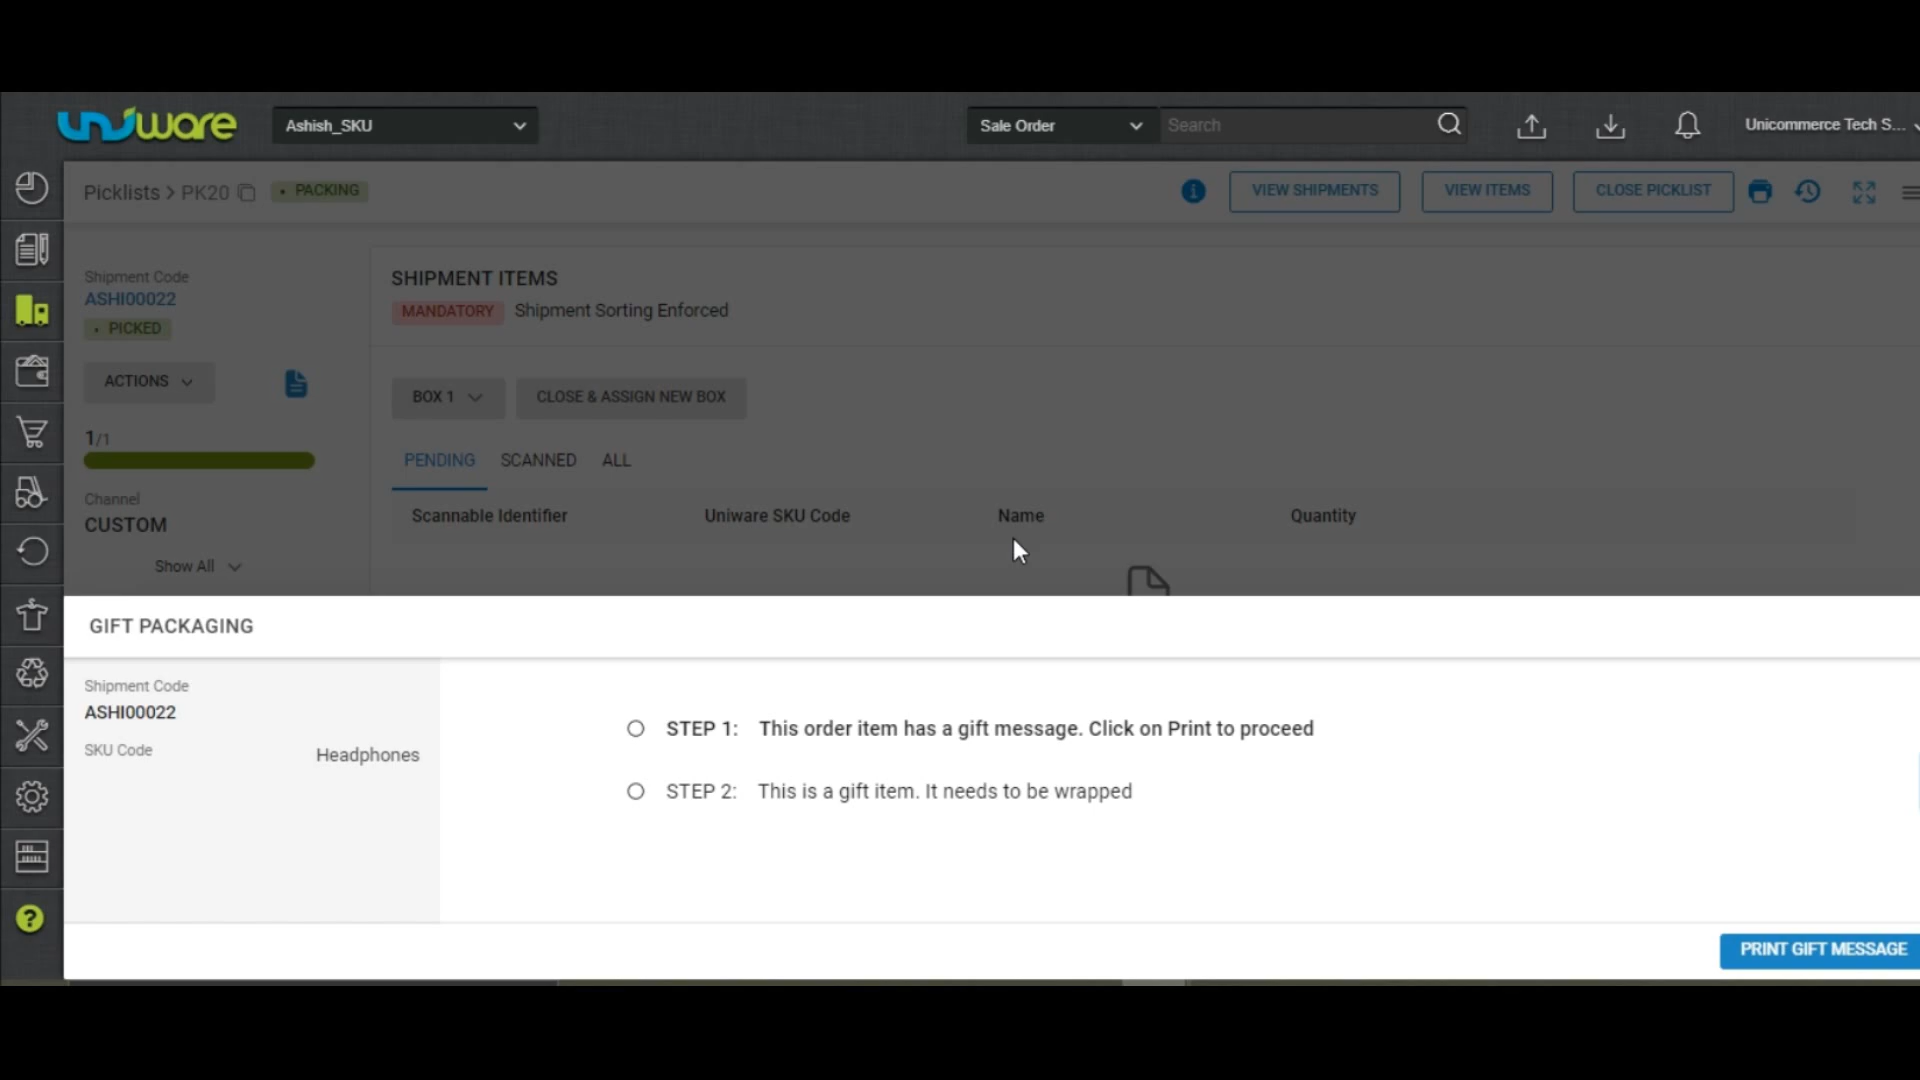 uniware
Ashish_SKU
Sale Order
Search
Unicommerce Tech S...
Picklists > PK20
• PACKING
VIEW SHIPMENTS
VIEW ITEMS
CLOSE PICKLIST
Shipment Code
ASHI00022
• PICKED
ACTIONS
1/1
Channel
CUSTOM
Show All
SHIPMENT ITEMS
MANDATORY Shipment Sorting Enforced
BOX 1
CLOSE & ASSIGN NEW BOX
PENDING SCANNED ALL
Scannable Identifier Uniware SKU Code Name Quantity
GIFT PACKAGING
Shipment Code
ASHI00022
SKU Code
Headphones
STEP 1: This order item has a gift message. Click on Print to proceed
STEP 2: This is a gift item. It needs to be wrapped
?
PRINT GIFT MESSAGE